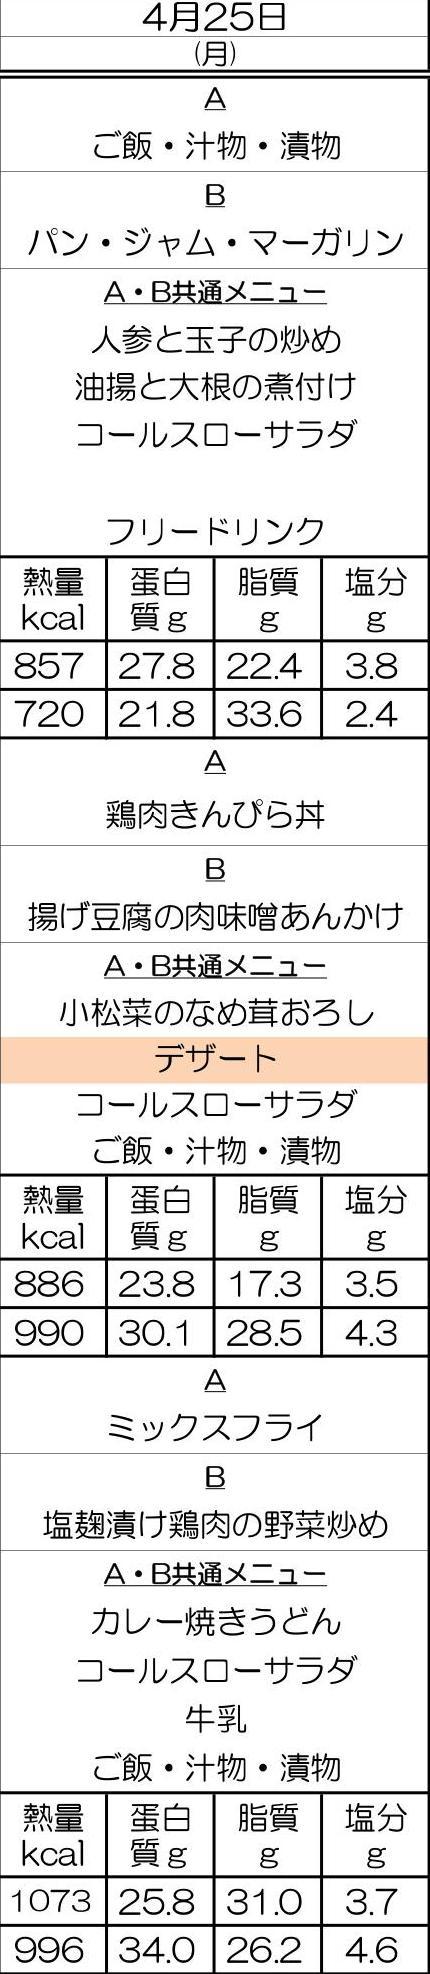 4月25日
(月)
A
ご飯・汁物・漬物
B
パン・ジャム・マーガリン
A・B共通メニュー
人参と玉子の炒め
油揚と大根の煮付け
コールスローサラダ
フリードリンク
熱量 蛋白 脂質 塩分
kcal 質g g g
857 27.8 22.4 3.8
720 21.8 33.6 2.4
A
鶏肉きんぴら丼
B
揚げ豆腐の肉味噌あんかけ
A・B共通メニュー
小松菜のなめ茸おろし
デザート
コールスローサラダ
ご飯・汁物・漬物
熱量 蛋白 脂質 塩分
kcal 質g g g
886 23.8 17.3 3.5
990 30.1 28.5 4.3
A
ミックスフライ
B
塩麹漬け鶏肉の野菜炒め
A・B共通メニュー
カレー焼きうどん
コールスローサラダ
牛乳
ご飯・汁物・漬物
熱量 蛋白 脂質 塩分
kcal 質g g g
1073 25.8 31.0 3.7
996 34.0 26.2 4.6